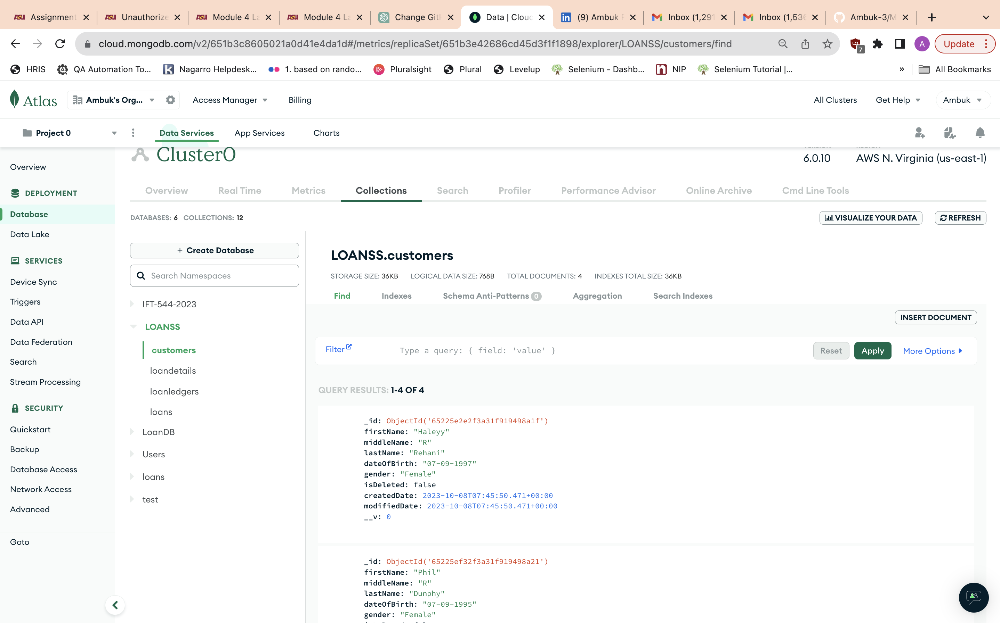 ASU Assignment
ASU Unauthorize
ASU Module 4 La
ASU Module 4 La
Change Gith
Data | Cloud
in (9) Ambuk
Inbox (1,291
Inbox (1,536
Ambuk-3/M
cloud.mongodb.com/v2/651b3c8605021a0d41e4da1d#/metrics/replicaSet/651b3e42686cd45d3f1f1898/explorer/LOANSS/customers/find
7
A
Update
HRIS
QA Automation To...
Nagarro Helpdesk...
1. based on rando...
Pluralsight
Plural
Levelup
Selenium - Dashb...
NIP
Selenium Tutorial |...
»
All Bookmarks
Atlas
Ambuk's Org...
Access Manager
Billing
All Clusters
Get Help
Ambuk
Project 0
Data Services
App Services
Charts
Cluster0
VERSION
REGION
6.0.10
AWS N. Virginia (us-east-1)
Overview
DEPLOYMENT
Database
Data Lake
SERVICES
Device Sync
Triggers
Data API
Data Federation
Search
Stream Processing
SECURITY
Quickstart
Backup
Database Access
Network Access
Advanced
Goto
Overview
Real Time
Metrics
Collections
Search
Profiler
Performance Advisor
Online Archive
Cmd Line Tools
DATABASES: 6 COLLECTIONS: 12
VISUALIZE YOUR DATA
REFRESH
+ Create Database
Search Namespaces
IFT-544-2023
LOANSS
customers
loandetails
loanledgers
loans
LoanDB
Users
loans
test
LOANSS.customers
STORAGE SIZE: 36KB LOGICAL DATA SIZE: 768B TOTAL DOCUMENTS: 4 INDEXES TOTAL SIZE: 36KB
Find
Indexes
Schema Anti-Patterns 0
Aggregation
Search Indexes
INSERT DOCUMENT
Filter
Type a query: { field: 'value' }
Reset
Apply
More Options
QUERY RESULTS: 1-4 OF 4
_id: ObjectId('65225e2e2f3a31f919498a1f')
firstName: "Haleyy"
middleName: "R"
lastName: "Rehani"
dateOfBirth: "07-09-1997"
gender: "Female"
isDeleted: false
createdDate: 2023-10-08T07:45:50.471+00:00
modifiedDate: 2023-10-08T07:45:50.471+00:00
__v: 0
_id: ObjectId('65225ef32f3a31f919498a21')
firstName: "Phil"
middleName: "R"
lastName: "Dunphy"
dateOfBirth: "07-09-1995"
gender: "Female"